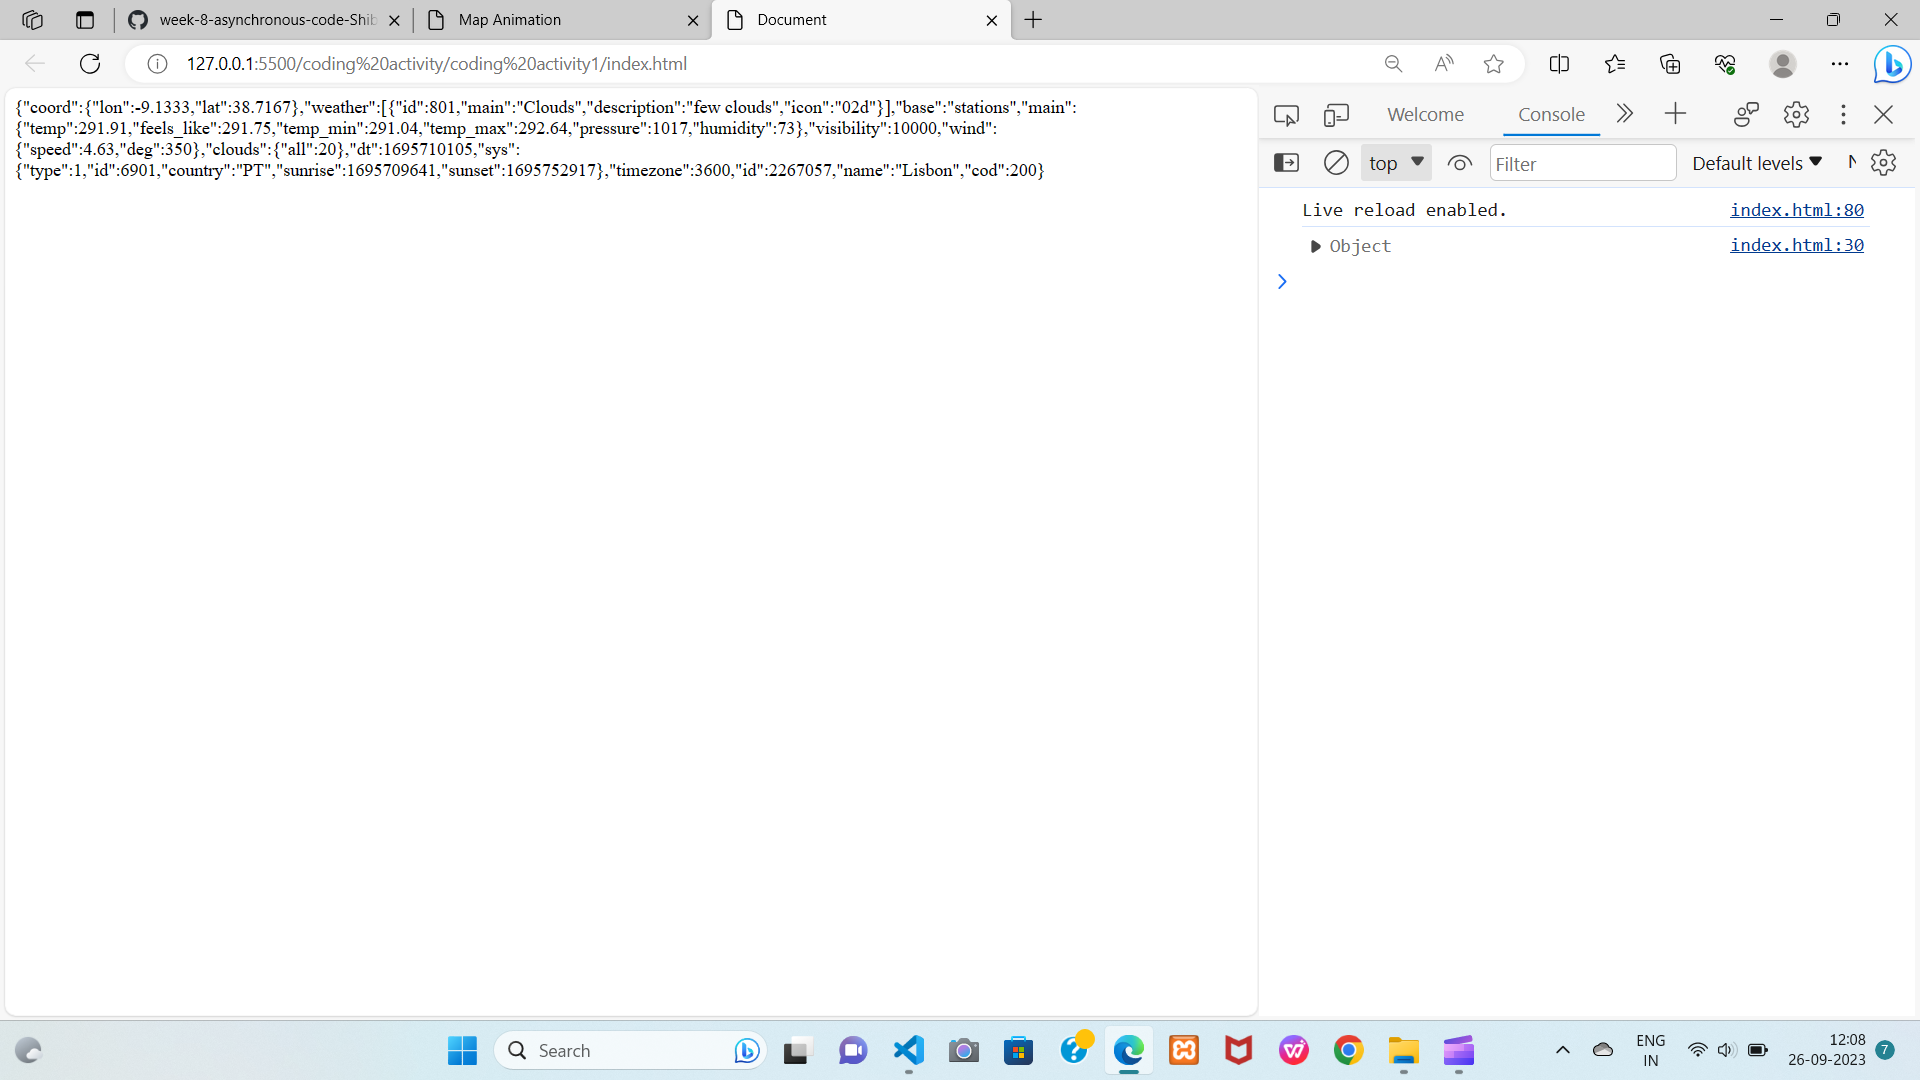 week-8-asynchronous-code-Shib
Map Animation
Document
127.0.0.1:5500/coding%20activity/coding%20activity1/index.html
{"coord":{"lon":-9.1333,"lat":38.7167},"weather":[{"id":801,"main":"Clouds","description":"few clouds","icon":"02d"}],"base":"stations","main":
{"temp":291.91,"feels_like":291.75,"temp_min":291.04,"temp_max":292.64,"pressure":1017,"humidity":73},"visibility":10000,"wind":
{"speed":4.63,"deg":350},"clouds":{"all":20},"dt":1695710105,"sys":
{"type":1,"id":6901,"country":"PT","sunrise":1695709641,"sunset":1695752917},"timezone":3600,"id":2267057,"name":"Lisbon","cod":200}
Welcome
Console
top
Filter
Default levels
Live reload enabled. index.html:80
Object index.html:30
Search
ENG
IN
12:08
26-09-2023
7